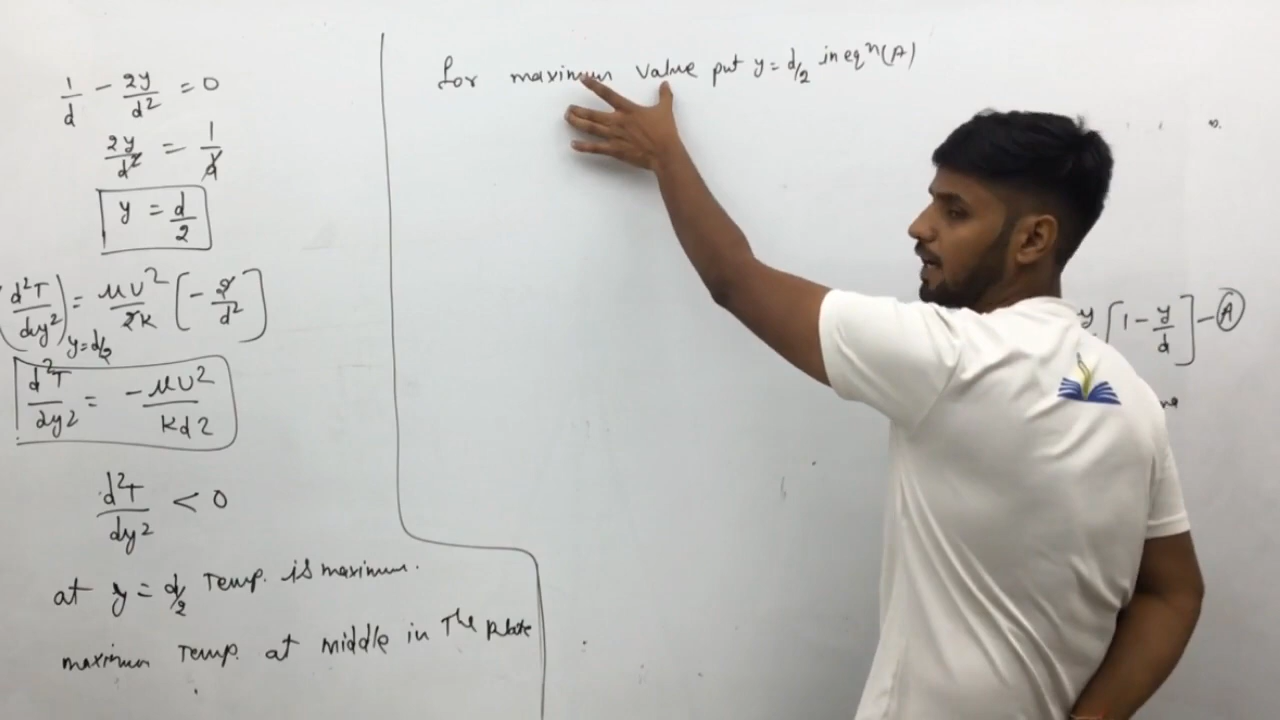 1/d - 2y/d² = 0
2y/d² = 1/d
y = d/2
(d²T/dy²) y=d/2 = μU²/2K [-2/d²]
d²T/dy² = -μU²/Kd2
d²T/dy² < 0
at y = d/2 Temp. is maximum.
maximum Temp. at middle in The plate
for maximum value put y = d/2 in eqⁿ(A)
y [1 - y/d] - A